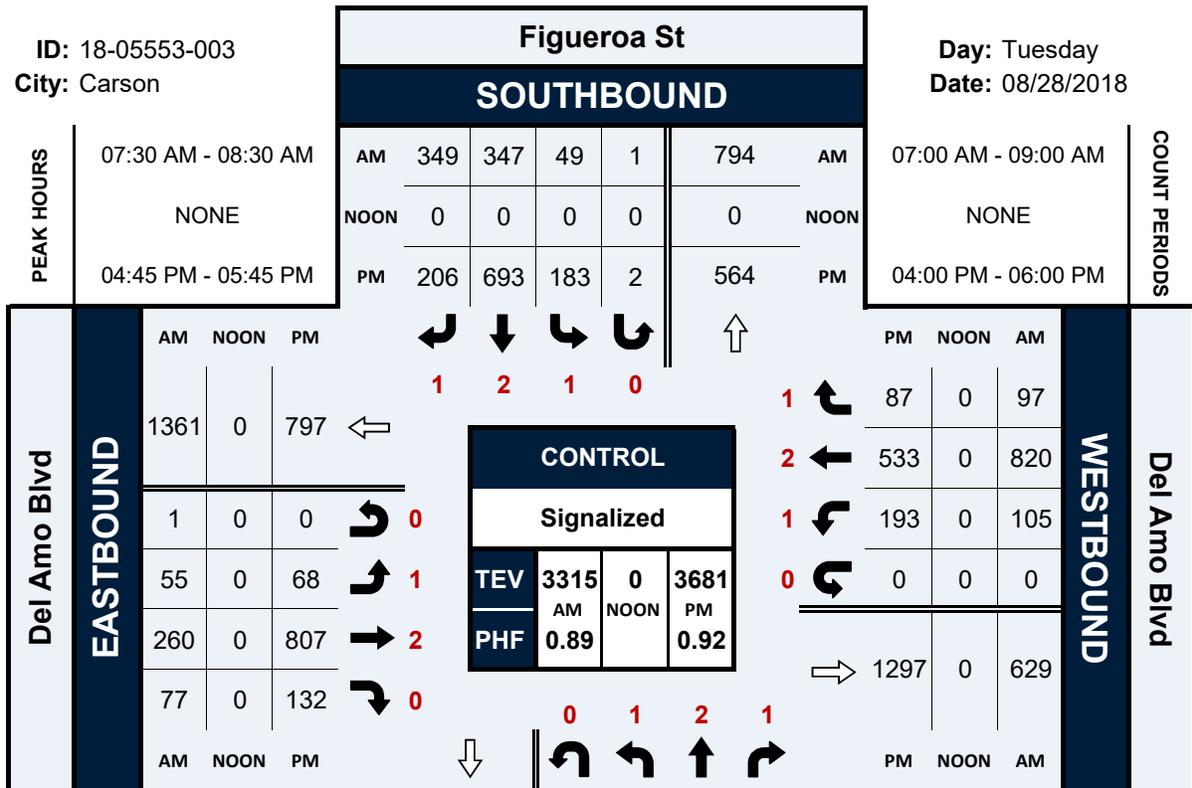 Figueroa St
ID: 18-05553-003
Day: Tuesday
City: Carson
Date: 08/28/2018
SOUTHBOUND
PEAK HOURS
07:30 AM - 08:30 AM
NONE
04:45 PM - 05:45 PM
AM 349 347 49 1 794 AM
NOON 0 0 0 0 0 NOON
PM 206 693 183 2 564 PM
07:00 AM - 09:00 AM
NONE
04:00 PM - 06:00 PM
COUNT PERIODS
1 2 1 0
Del Amo Blvd
EASTBOUND
AM NOON PM
1361 0 797
1 0 0 0
55 0 68 1
260 0 807 2
77 0 132 0
AM NOON PM
CONTROL
Signalized
TEV 3315 0 3681
AM NOON PM
PHF 0.89 0.92
PM NOON AM
1 87 0 97
2 533 0 820
1 193 0 105
0 0 0 0
1297 0 629
PM NOON AM
WESTBOUND
Del Amo Blvd
0 1 2 1